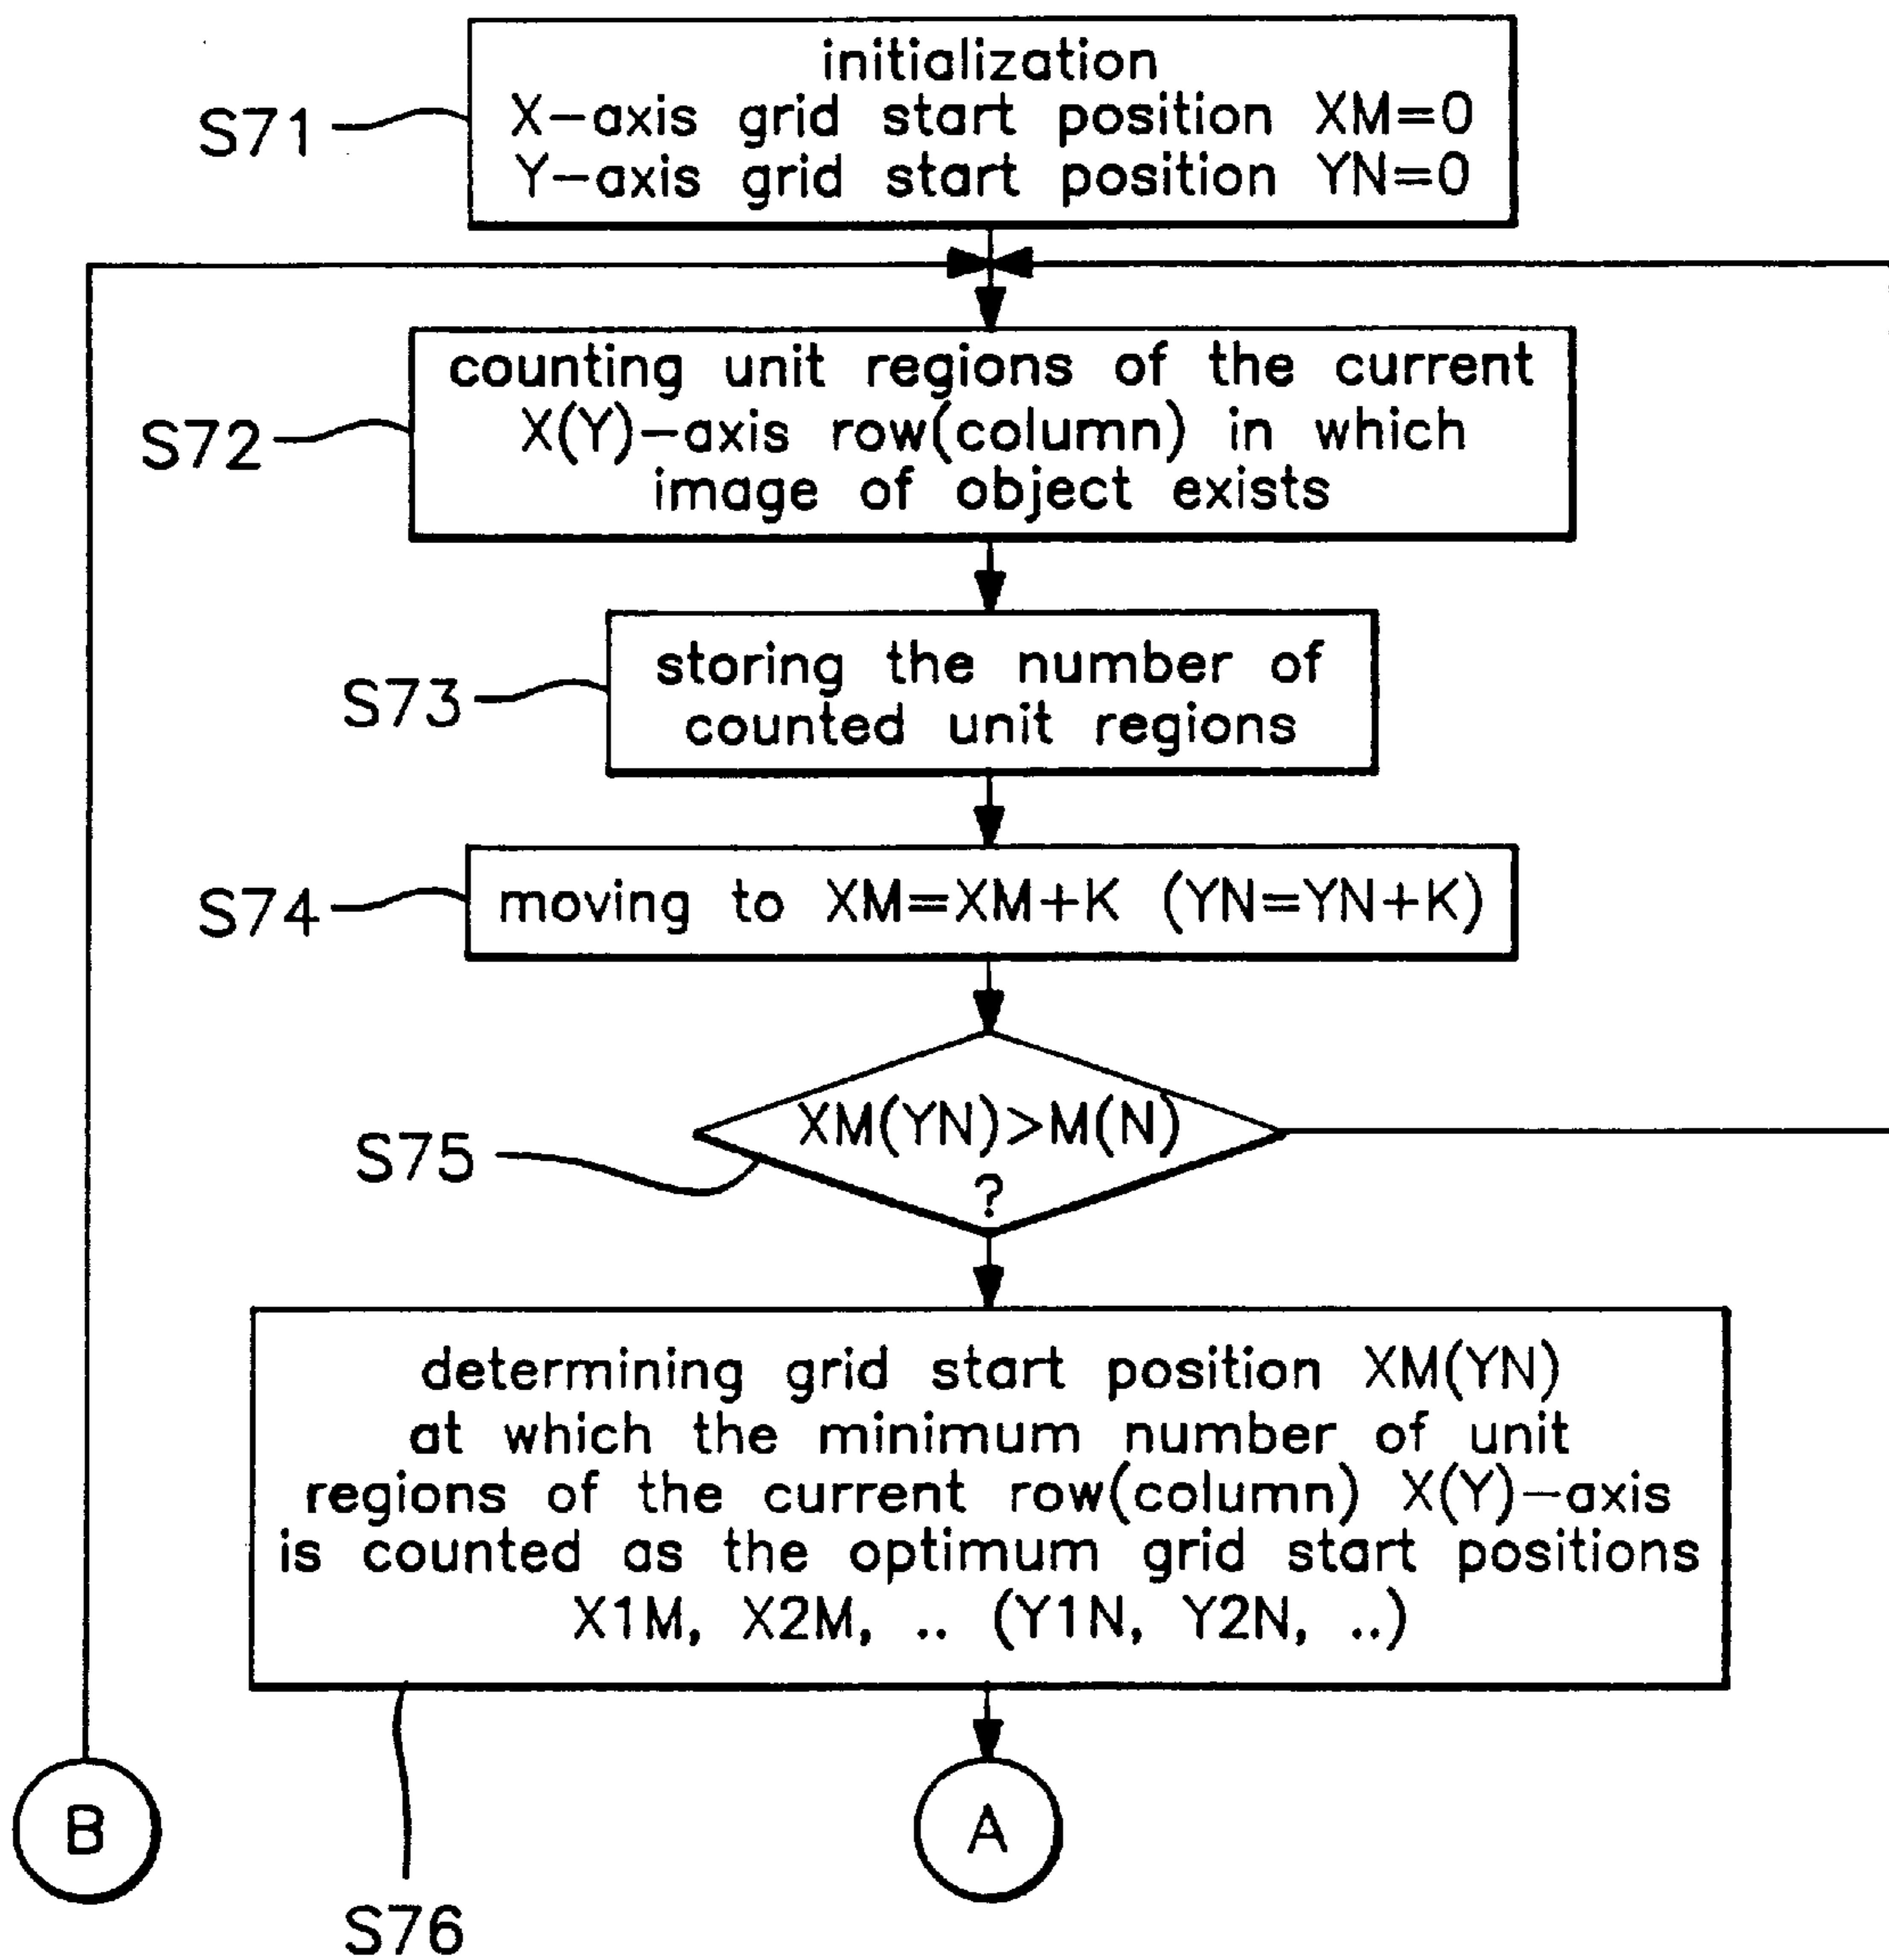 initialization
X-axis grid start position XM=0
Y-axis grid start position YN=0
S71
counting unit regions of the current
X(Y)-axis row(column) in which
image of object exists
S72
storing the number of
counted unit regions
S73
moving to XM=XM+K (YN=YN+K)
S74
XM(YN)>M(N)
?
S75
determining grid start position XM(YN)
at which the minimum number of unit
regions of the current row(column) X(Y)-axis
is counted as the optimum grid start positions
X1M, X2M, .. (Y1N, Y2N, ..)
B
A
S76